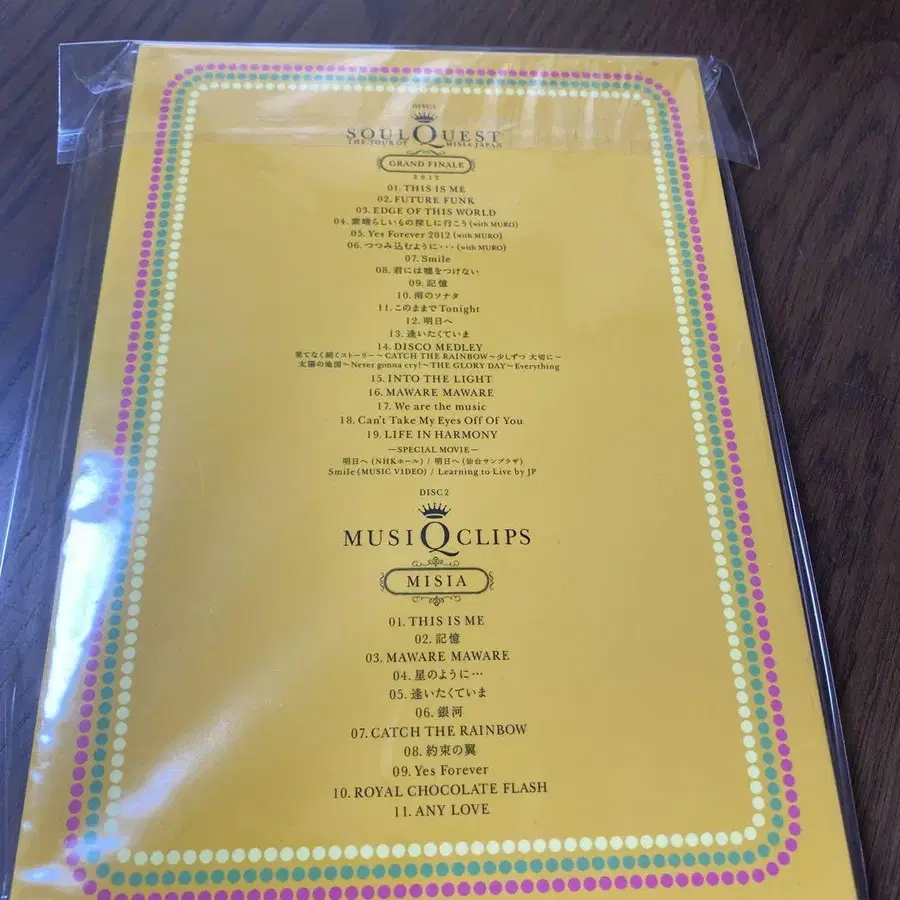 DISC1
SOUL QUEST
THE TOUR OF MISIA JAPAN
GRAND FINALE
2012
01. THIS IS ME
02. FUTURE FUNK
03. EDGE OF THIS WORLD
04.素晴らしいもの探しに行こう (with MURO)
05. Yes Forever 2012 (with MURO)
06. つつみ込むように・・・(with MURO)
07. Smile
08. 君には嘘をつけない
09. 記憶
10. 雨のソナタ
11. このままでTonight
12. 明日へ
13. 逢いたくていま
14. DISCO MEDLEY
果てなく続くストーリー〜CATCH THE RAINBOW〜少しずつ 大切に〜
太陽の地図〜Never gonna cry!〜THE GLORY DAY〜Everything
15. INTO THE LIGHT
16. MAWARE MAWARE
17. We are the music
18. Can't Take My Eyes Off Of You
19. LIFE IN HARMONY
—SPECIAL MOVIE—
明日へ (NHKホール) / 明日へ (仙台サンプラザ)
Smile (MUSIC VIDEO) / Learning to Live by JP
DISC2
MUSIQCLIPS
MISIA
01. THIS IS ME
02. 記憶
03. MAWARE MAWARE
04. 星のように…
05. 逢いたくていま
06. 銀河
07. CATCH THE RAINBOW
08. 約束の翼
09. Yes Forever
10. ROYAL CHOCOLATE FLASH
11. ANY LOVE